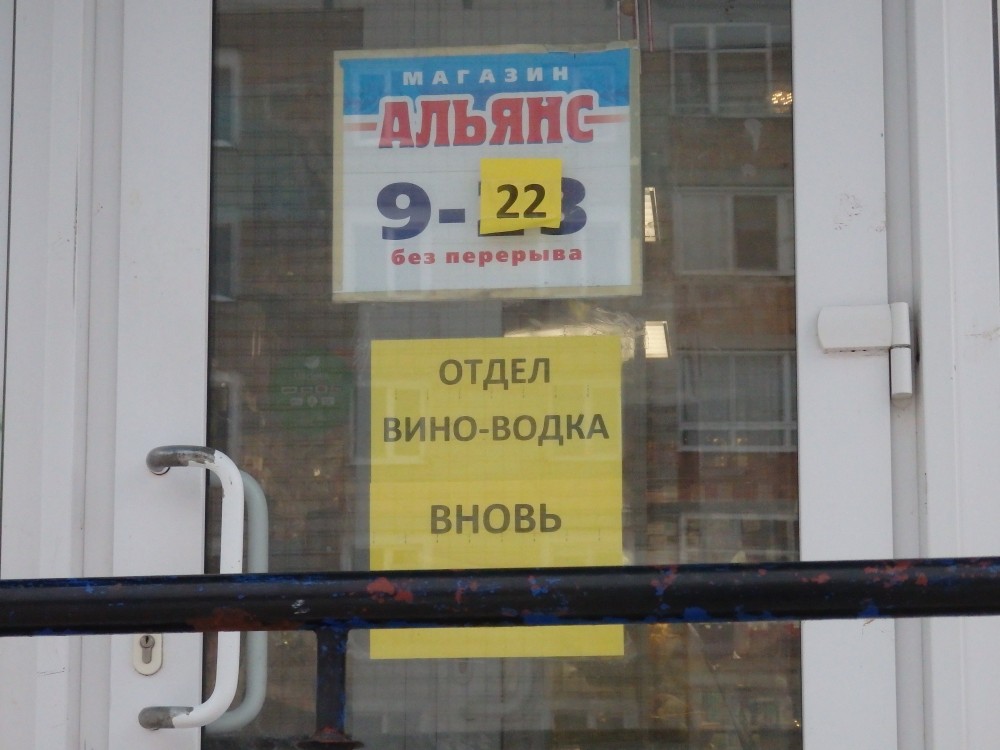 МАГАЗИН
АЛЬЯНС
9-22
без перерыва
ОТДЕЛ
ВИНО-ВОДКА
ВНОВЬ